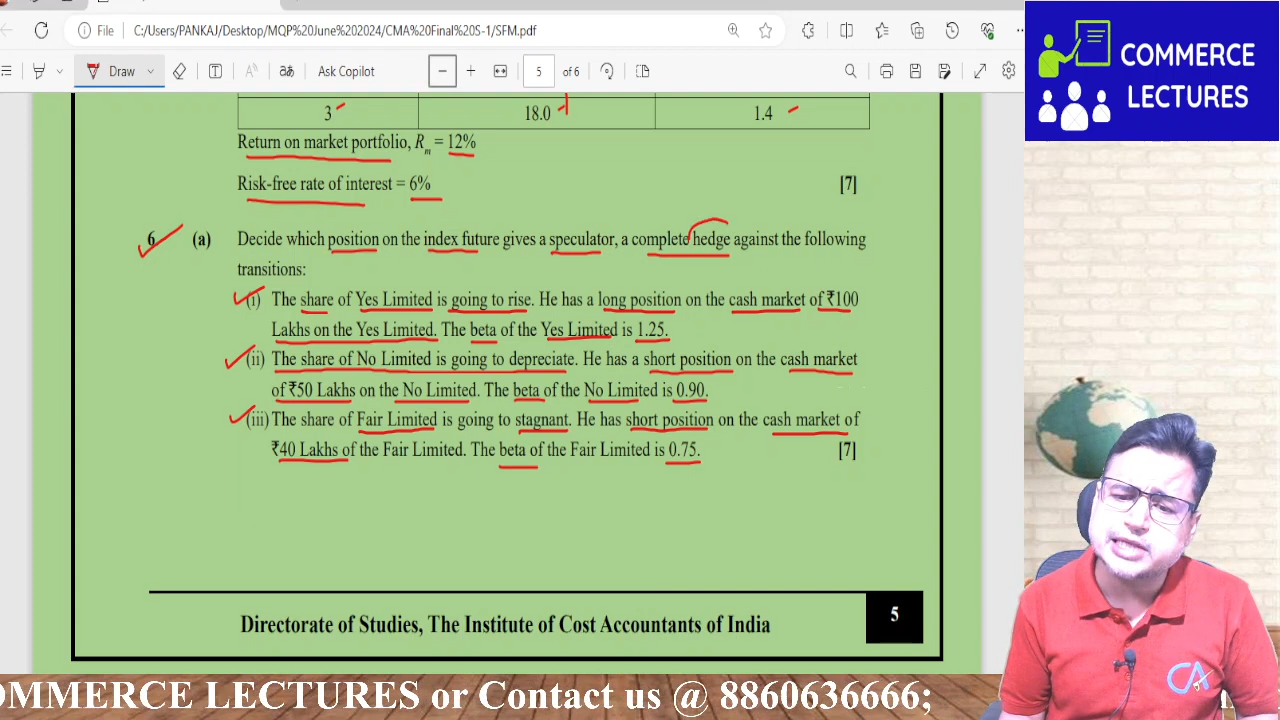 File
C:/Users/PANKAJ/Desktop/MQP%20June%202024/CMA%20Final%20S-1/SFM.pdf
Draw
Ask Copilot
5 of 6
COMMERCE
LECTURES
3 18.0 1.4
Return on market portfolio, Rm = 12%
Risk-free rate of interest = 6% [7]
6 (a) Decide which position on the index future gives a speculator, a complete hedge against the following
transitions:
(i) The share of Yes Limited is going to rise. He has a long position on the cash market of ₹100
Lakhs on the Yes Limited. The beta of the Yes Limited is 1.25.
(ii) The share of No Limited is going to depreciate. He has a short position on the cash market
of ₹50 Lakhs on the No Limited. The beta of the No Limited is 0.90.
(iii) The share of Fair Limited is going to stagnant. He has short position on the cash market of
₹40 Lakhs of the Fair Limited. The beta of the Fair Limited is 0.75. [7]
Directorate of Studies, The Institute of Cost Accountants of India 5
CA
OMMERCE LECTURES or Contact us @ 8860636666;